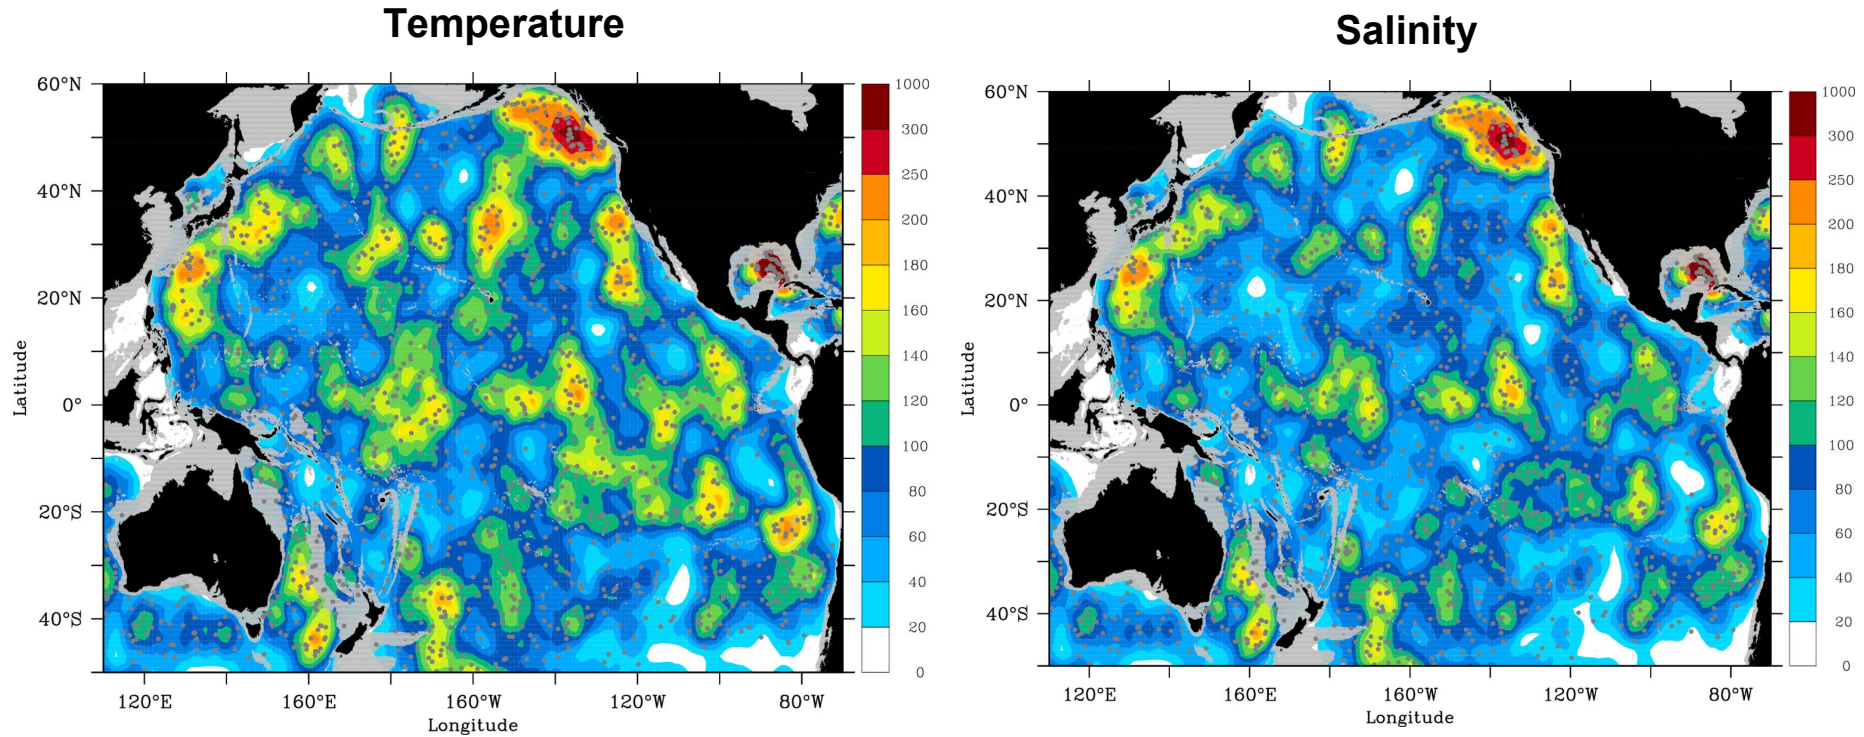 Temperature
Salinity
60°N
40°N
20°N
0°
20°S
40°S
Latitude
120°E
160°E
160°W
120°W
80°W
Longitude
1000
300
250
200
180
160
140
120
100
80
60
40
20
0
60°N
40°N
20°N
0°
20°S
40°S
Latitude
120°E
160°E
160°W
120°W
80°W
Longitude
1000
300
250
200
180
160
140
120
100
80
60
40
20
0